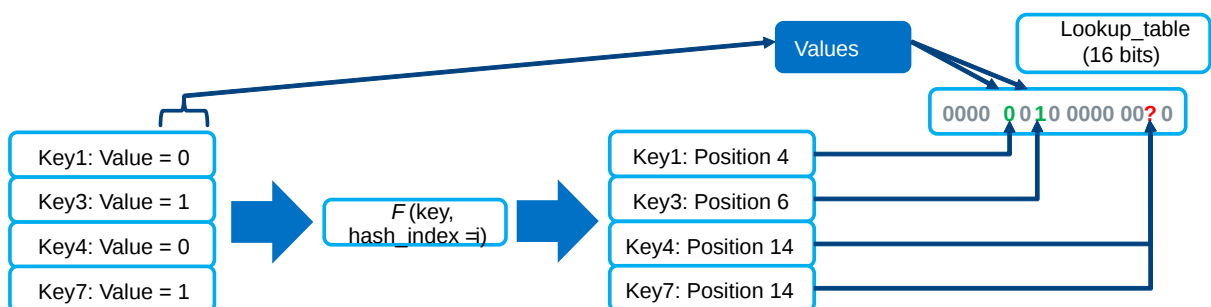 Values
Lookup_table
(16 bits)
0000 0 0 1 0 0000 00? 0
Key1: Value = 0
Key3: Value = 1
Key4: Value = 0
Key7: Value = 1
F(key,
hash_index =i)
Key1: Position 4
Key3: Position 6
Key4: Position 14
Key7: Position 14